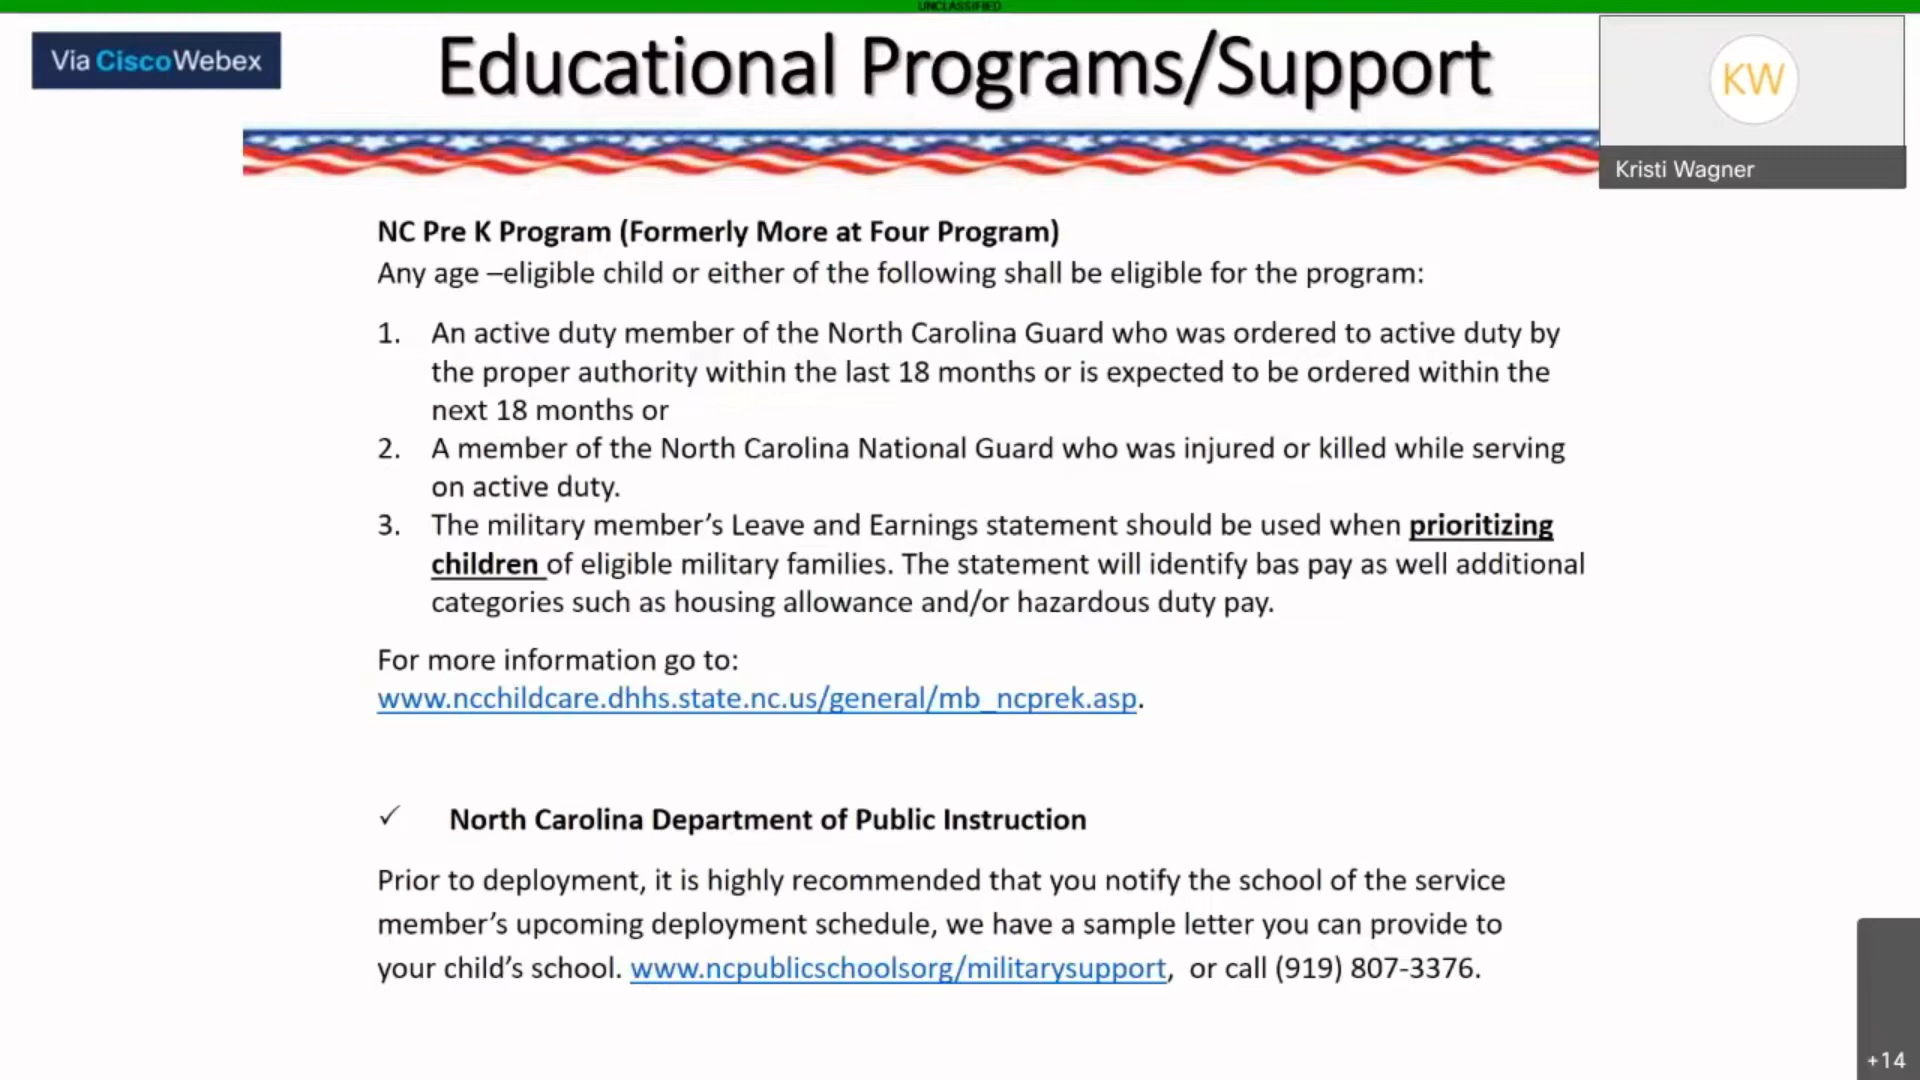 UNCLASSIFIED
Via CiscoWebex
Educational Programs/Support
KW
Kristi Wagner
NC Pre K Program (Formerly More at Four Program)
Any age –eligible child or either of the following shall be eligible for the program:
1. An active duty member of the North Carolina Guard who was ordered to active duty by
the proper authority within the last 18 months or is expected to be ordered within the
next 18 months or
2. A member of the North Carolina National Guard who was injured or killed while serving
on active duty.
3. The military member’s Leave and Earnings statement should be used when prioritizing
children of eligible military families. The statement will identify bas pay as well additional
categories such as housing allowance and/or hazardous duty pay.
For more information go to:
www.ncchildcare.dhhs.state.nc.us/general/mb_ncprek.asp.
✓ North Carolina Department of Public Instruction
Prior to deployment, it is highly recommended that you notify the school of the service
member’s upcoming deployment schedule, we have a sample letter you can provide to
your child’s school. www.ncpublicschoolsorg/militarysupport, or call (919) 807-3376.
+14